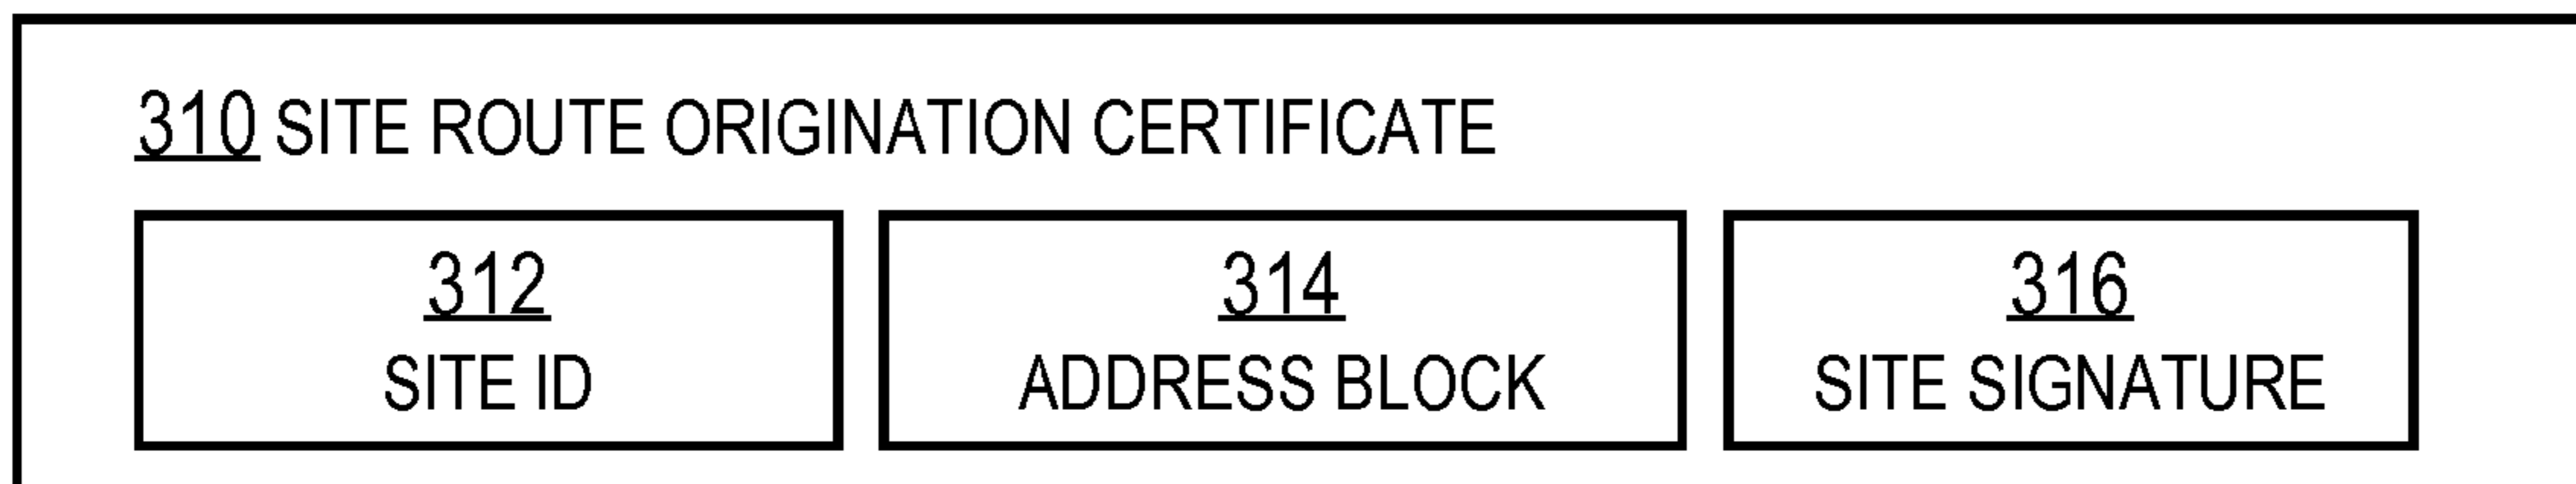 310 SITE ROUTE ORIGINATION CERTIFICATE
312
SITE ID
314
ADDRESS BLOCK
316
SITE SIGNATURE